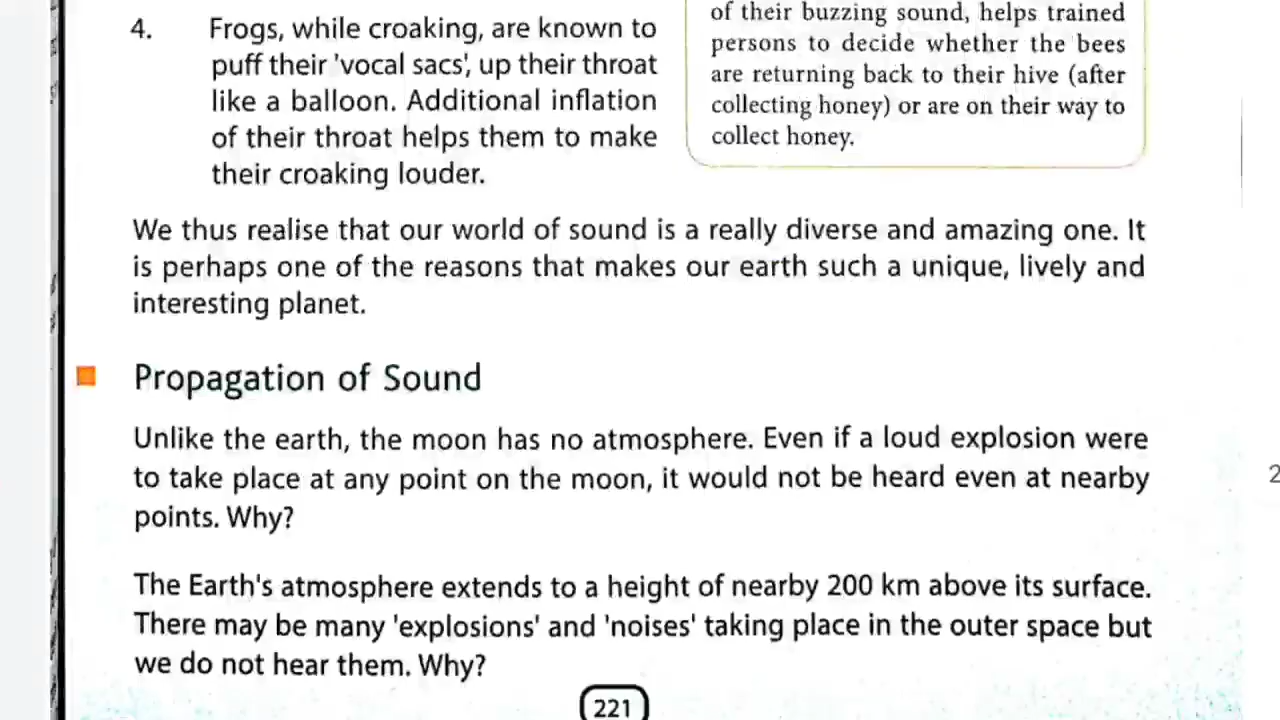 4. Frogs, while croaking, are known to
puff their 'vocal sacs', up their throat
like a balloon. Additional inflation
of their throat helps them to make
their croaking louder.
of their buzzing sound, helps trained
persons to decide whether the bees
are returning back to their hive (after
collecting honey) or are on their way to
collect honey.
We thus realise that our world of sound is a really diverse and amazing one. It
is perhaps one of the reasons that makes our earth such a unique, lively and
interesting planet.
Propagation of Sound
Unlike the earth, the moon has no atmosphere. Even if a loud explosion were
to take place at any point on the moon, it would not be heard even at nearby
points. Why?
The Earth's atmosphere extends to a height of nearby 200 km above its surface.
There may be many 'explosions' and 'noises' taking place in the outer space but
we do not hear them. Why?
221
2